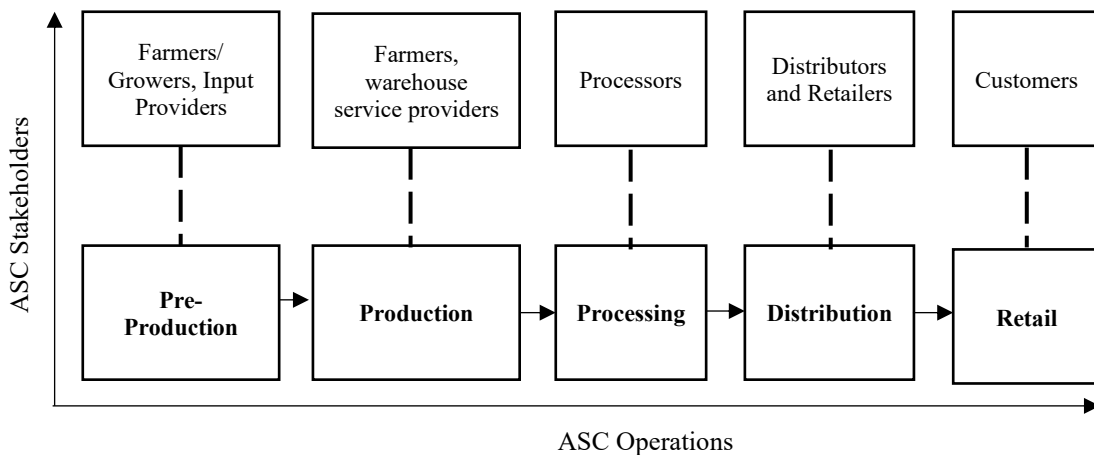 ASC Stakeholders
Farmers/
Growers, Input
Providers
Farmers,
warehouse
service providers
Processors
Distributors
and Retailers
Customers
Pre-
Production
Production
Processing
Distribution
Retail
ASC Operations